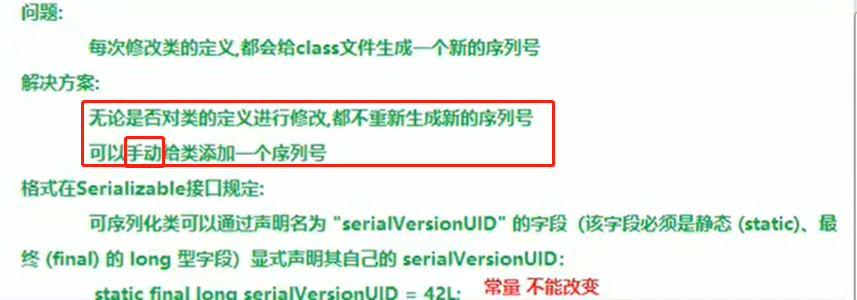 问题:
每次修改类的定义,都会给class文件生成一个新的序列号
解决方案:
无论是否对类的定义进行修改,都不重新生成新的序列号
可以手动给类添加一个序列号
格式在Serializable接口规定:
可序列化类可以通过声明名为 "serialVersionUID" 的字段（该字段必须是静态 (static)、最
终 (final) 的 long 型字段）显式声明其自己的 serialVersionUID：
static final long serialVersionUID = 42L; 常量 不能改变